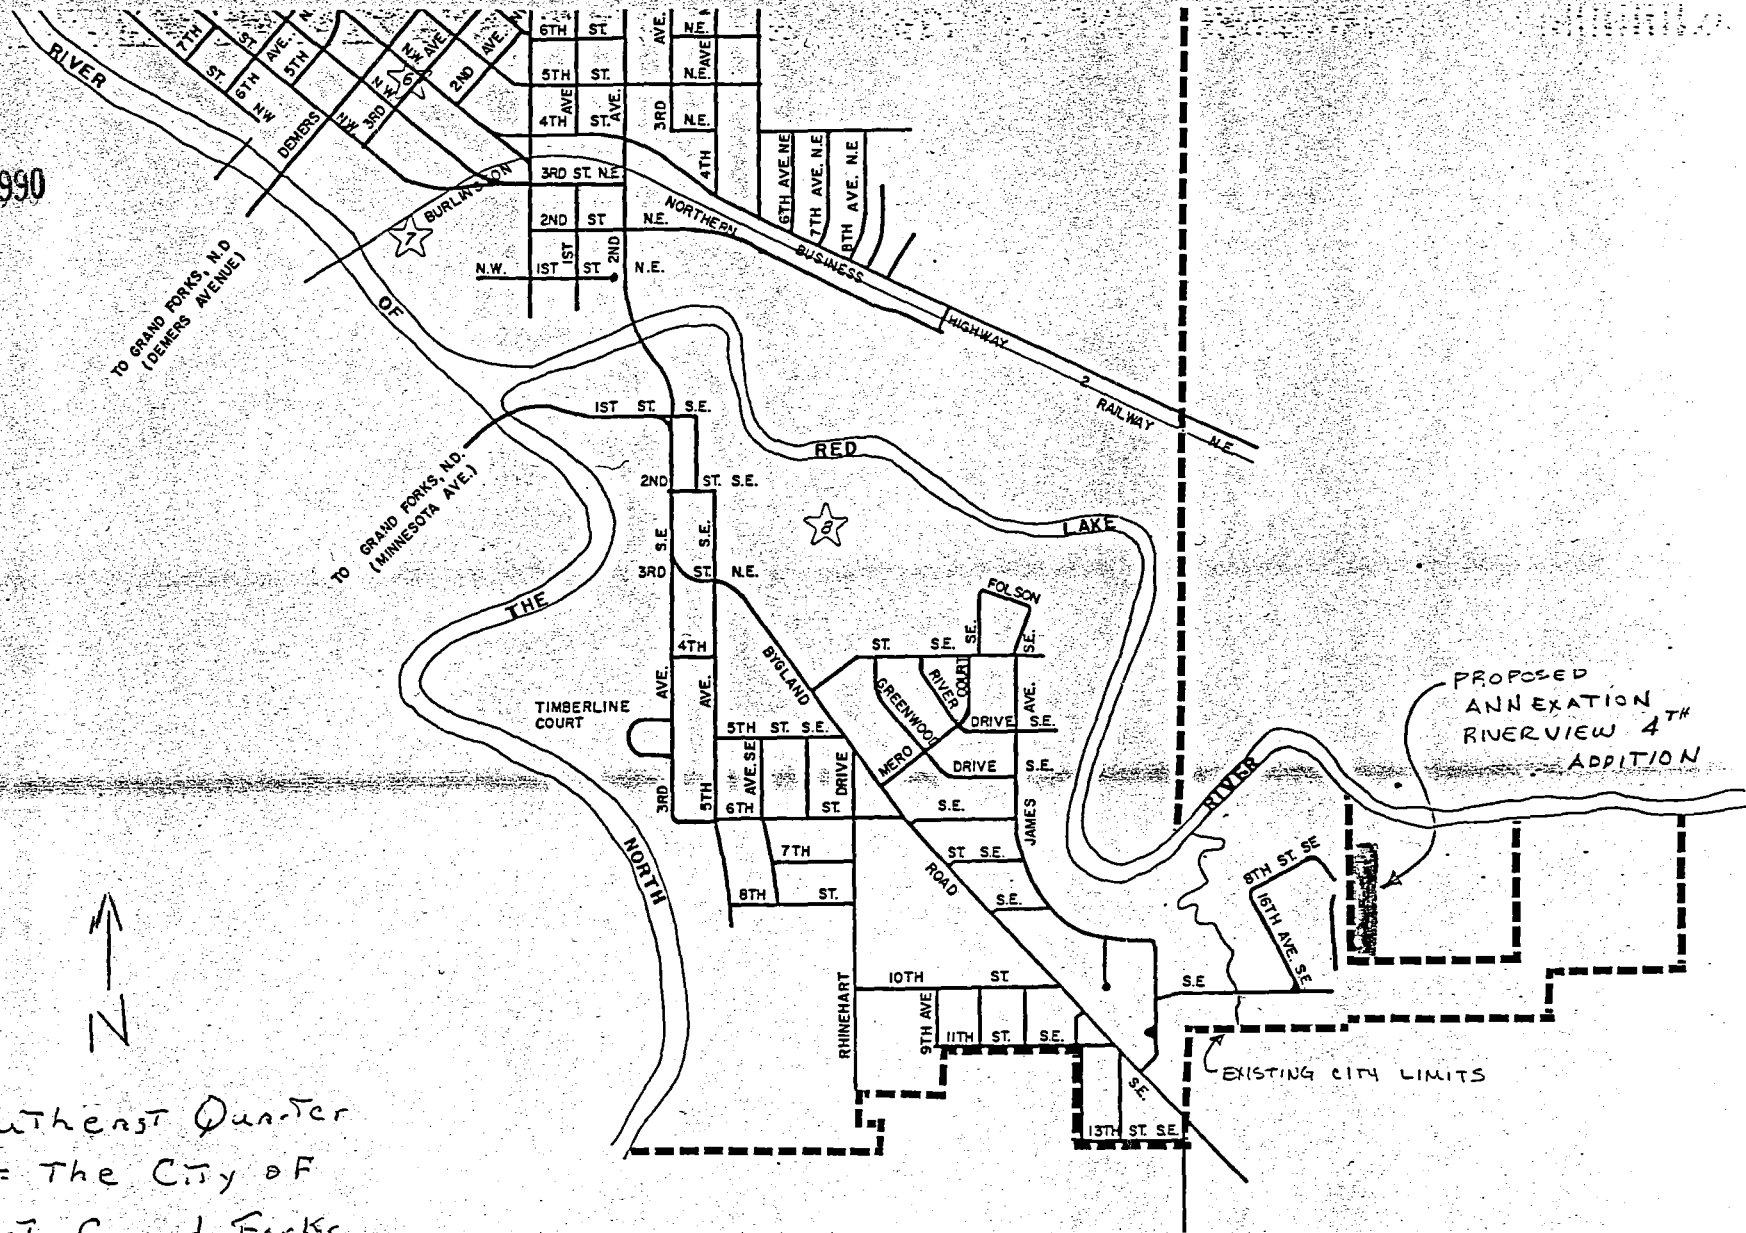 RIVER
7TH
ST.
AVE.
N.
ST.
6TH
5TH
NW
N.W. AVE.
N.W.
6
2ND
AVE.
DEMERS
N.W.
3RD
6TH ST.
AVE.
N.E.
5TH ST.
N.E.
AVE
AVE
AVE.
3RD
4TH ST.
N.E.
4TH
3RD ST. N.E.
BURLINGTON
7
2ND ST
N.E.
1ST
2ND
N.W. 1ST ST N.E.
NORTHERN
6TH AVE NE
7TH AVE. N.E
8TH AVE. N.E
BUSINESS
HIGHWAY
2
RAILWAY
N.E.
990
TO GRAND FORKS, N.D
(DEMERS AVENUE)
OF
1ST ST. S.E.
RED
TO GRAND FORKS, N.D.
(MINNESOTA AVE.)
2ND ST. S.E.
8
LAKE
S.E
S.E.
3RD ST. N.E.
THE
FOLSON
4TH
BYGLAND
ST. S.E.
SE.
S.E.
RIVER
COURT
GREENWOOD
AVE.
AVE.
AVE.
TIMBERLINE
COURT
5TH ST. S.E.
DRIVE S.E.
MERO
DRIVE S.E.
AVE.SE
DRIVE
3RD
5TH
6TH ST.
S.E.
JAMES
RIVER
PROPOSED
ANNEXATION
RIVERVIEW 4TH
ADDITION
NORTH
7TH
ST S.E.
ROAD
8TH ST.
S.E.
8TH ST. SE
16TH AVE. S.E.
RHINEHART
10TH ST.
S.E
9TH AVE
11TH ST. S.E.
S.E.
EXISTING CITY LIMITS
13TH ST. S.E.
N
The City of